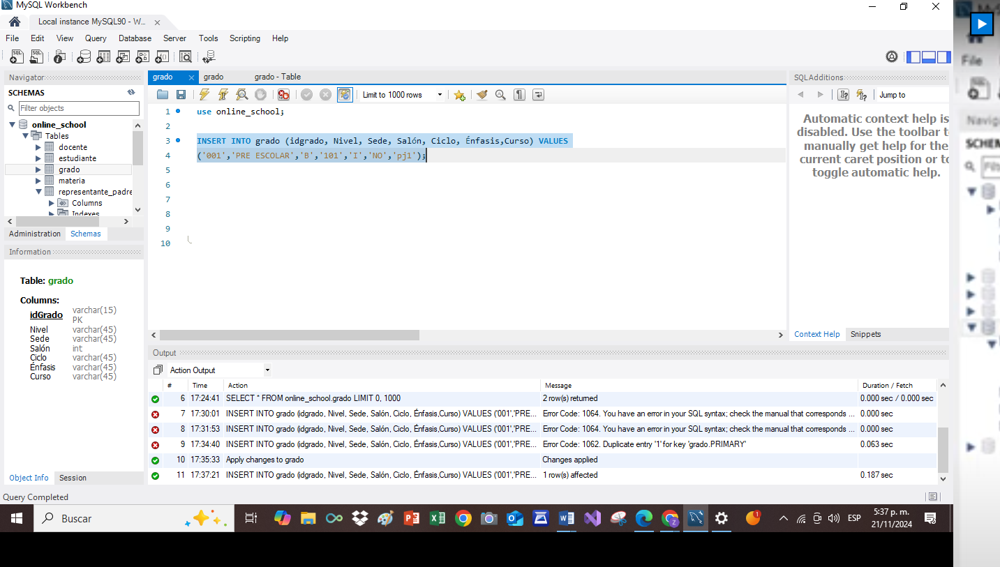 MySQL Workbench
Local instance MySQL90 - W...
File Edit View Query Database Server Tools Scripting Help
Navigator
SCHEMAS
Filter objects
online_school
Tables
docente
estudiante
grado
materia
representante_padre
Columns
Indexes
Administration Schemas
Information
Table: grado
Columns:
idGrado varchar(15)
PK
Nivel varchar(45)
Sede varchar(45)
Salón int
Ciclo varchar(45)
Énfasis varchar(45)
Curso varchar(45)
Object Info Session
Query Completed
grado grado grado - Table
Limit to 1000 rows
1 use online_school;
2
3 INSERT INTO grado (idgrado, Nivel, Sede, Salón, Ciclo, Énfasis,Curso) VALUES
4 ('001','PRE ESCOLAR','B','101','I','NO','pj1');
5
6
7
8
9
10
SQLAdditions
Jump to
Automatic context help is
disabled. Use the toolbar t
manually get help for the
current caret position or to
toggle automatic help.
Context Help Snippets
Output
Action Output
# Time Action Message Duration / Fetch
6 17:24:41 SELECT * FROM online_school.grado LIMIT 0, 1000 2 row(s) returned 0.000 sec / 0.000 sec
7 17:30:01 INSERT INTO grado (idgrado, Nivel, Sede, Salón, Ciclo, Énfasis,Curso) VALUES ('001','PRE... Error Code: 1064. You have an error in your SQL syntax; check the manual that corresponds ... 0.000 sec
8 17:31:53 INSERT INTO grado (idgrado, Nivel, Sede, Salón, Ciclo, Énfasis,Curso) VALUES ('001','PRE... Error Code: 1064. You have an error in your SQL syntax; check the manual that corresponds ... 0.000 sec
9 17:34:40 INSERT INTO grado (idgrado, Nivel, Sede, Salón, Ciclo, Énfasis,Curso) VALUES ('001','PRE... Error Code: 1062. Duplicate entry '1' for key 'grado.PRIMARY' 0.063 sec
10 17:35:33 Apply changes to grado Changes applied
11 17:37:21 INSERT INTO grado (idgrado, Nivel, Sede, Salón, Ciclo, Énfasis,Curso) VALUES ('001','PRE... 1 row(s) affected 0.187 sec
Buscar
ESP
5:37 p. m.
21/11/2024
File
Navig
SCHEM